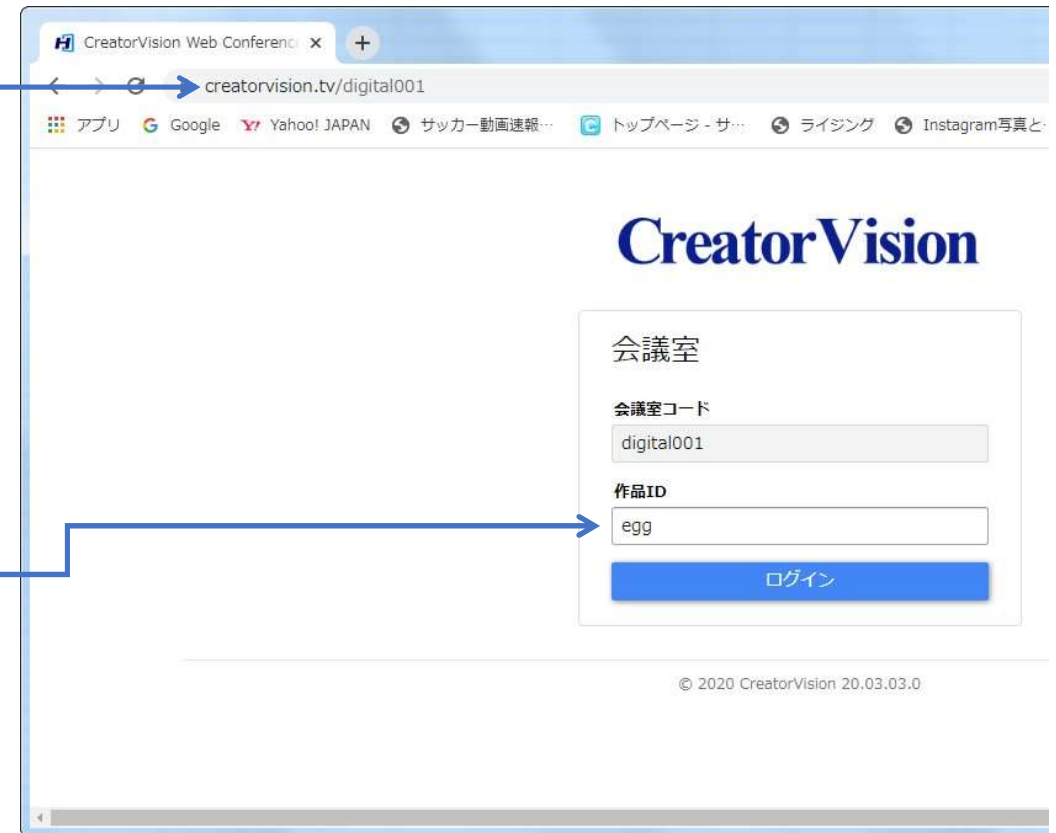 CreatorVision Web Conferenc
creatorvision.tv/digital001
アプリ Google Yahoo! JAPAN サッカー動画速報… トップページ - サ… ライジング Instagram写真と…
CreatorVision
会議室
会議室コード
digital001
作品ID
egg
ログイン
© 2020 CreatorVision 20.03.03.0